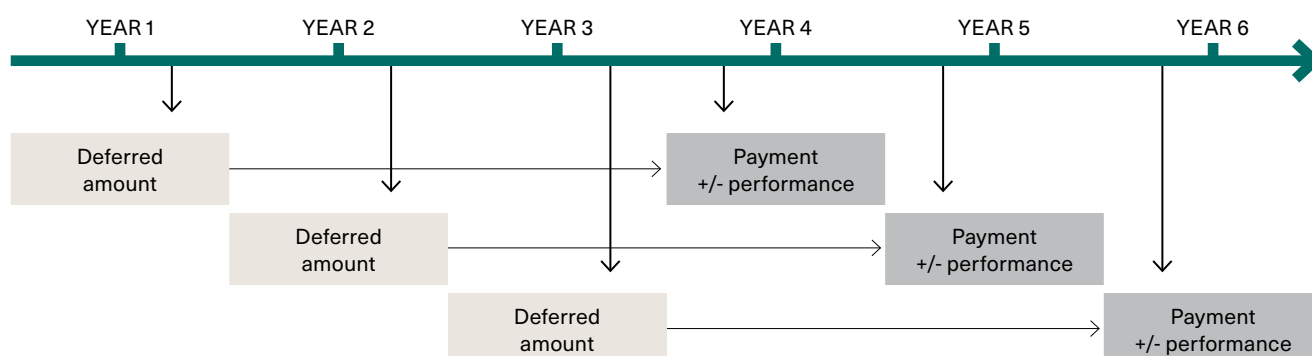 YEAR 1
YEAR 2
YEAR 3
YEAR 4
YEAR 5
YEAR 6
Deferred
amount
Payment
+/- performance
Deferred
amount
Payment
+/- performance
Deferred
amount
Payment
+/- performance